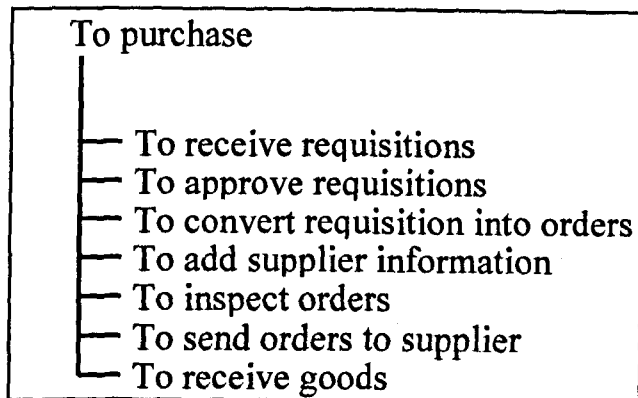 To purchase
To receive requisitions
To approve requisitions
To convert requisition into orders
To add supplier information
To inspect orders
To send orders to supplier
To receive goods